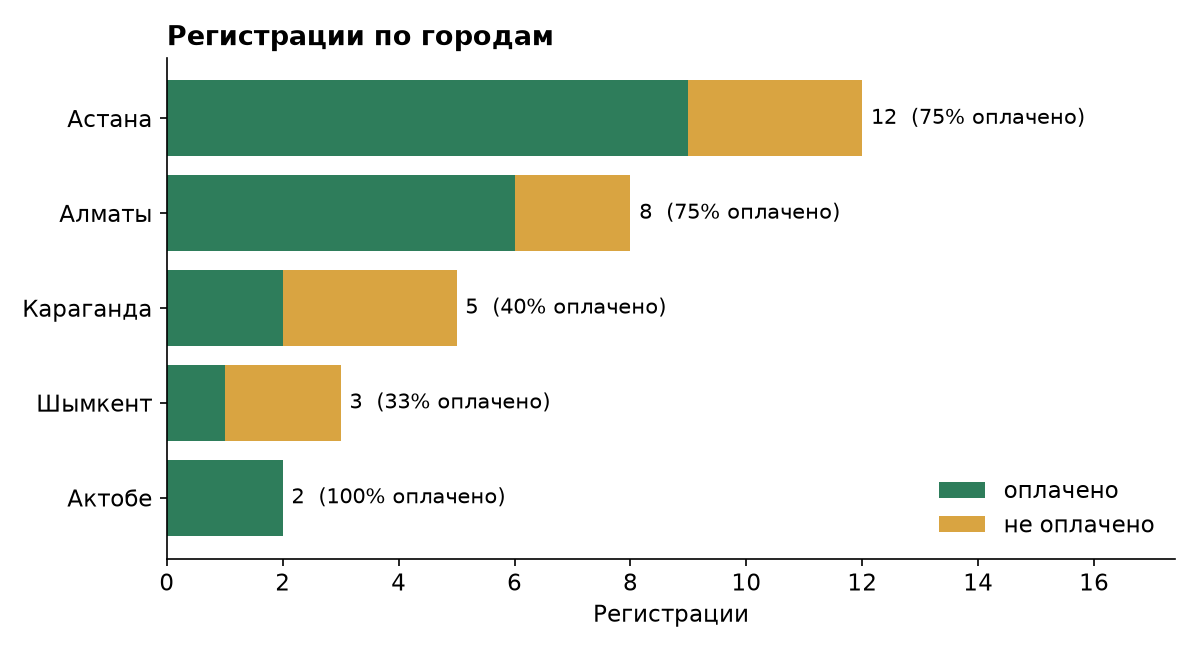 Регистрации по городам
Астана
12 (75% оплачено)
Алматы
8 (75% оплачено)
Караганда
5 (40% оплачено)
Шымкент
3 (33% оплачено)
Актобе
2 (100% оплачено)
оплачено
не оплачено
0 2 4 6 8 10 12 14 16
Регистрации